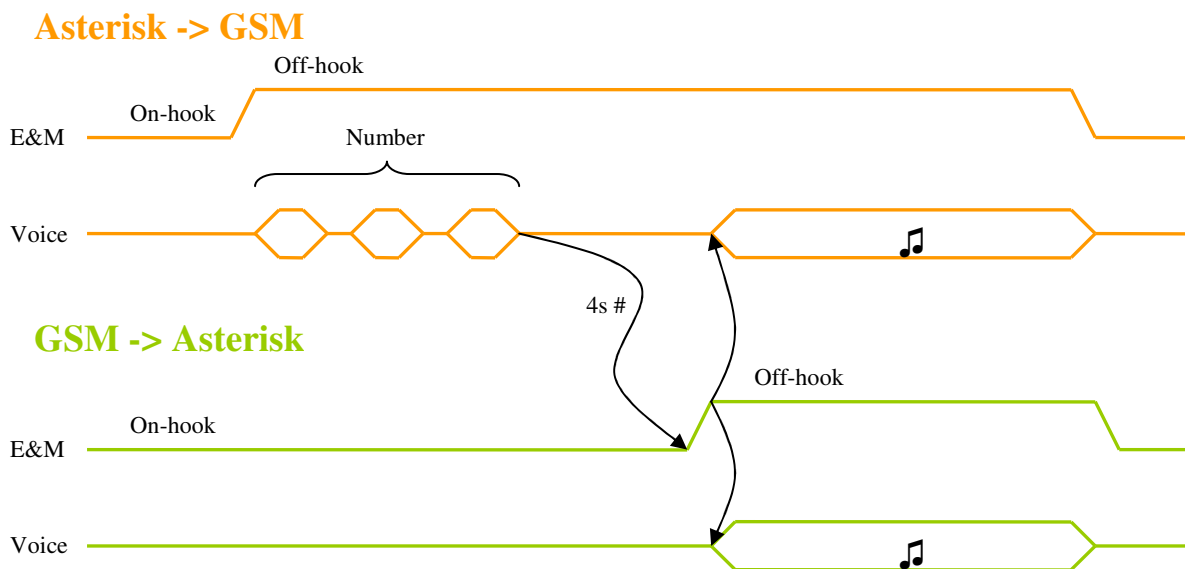 Asterisk -> GSM
Off-hook
On-hook
E&M
Number
Voice
4s #
GSM -> Asterisk
Off-hook
On-hook
E&M
Voice